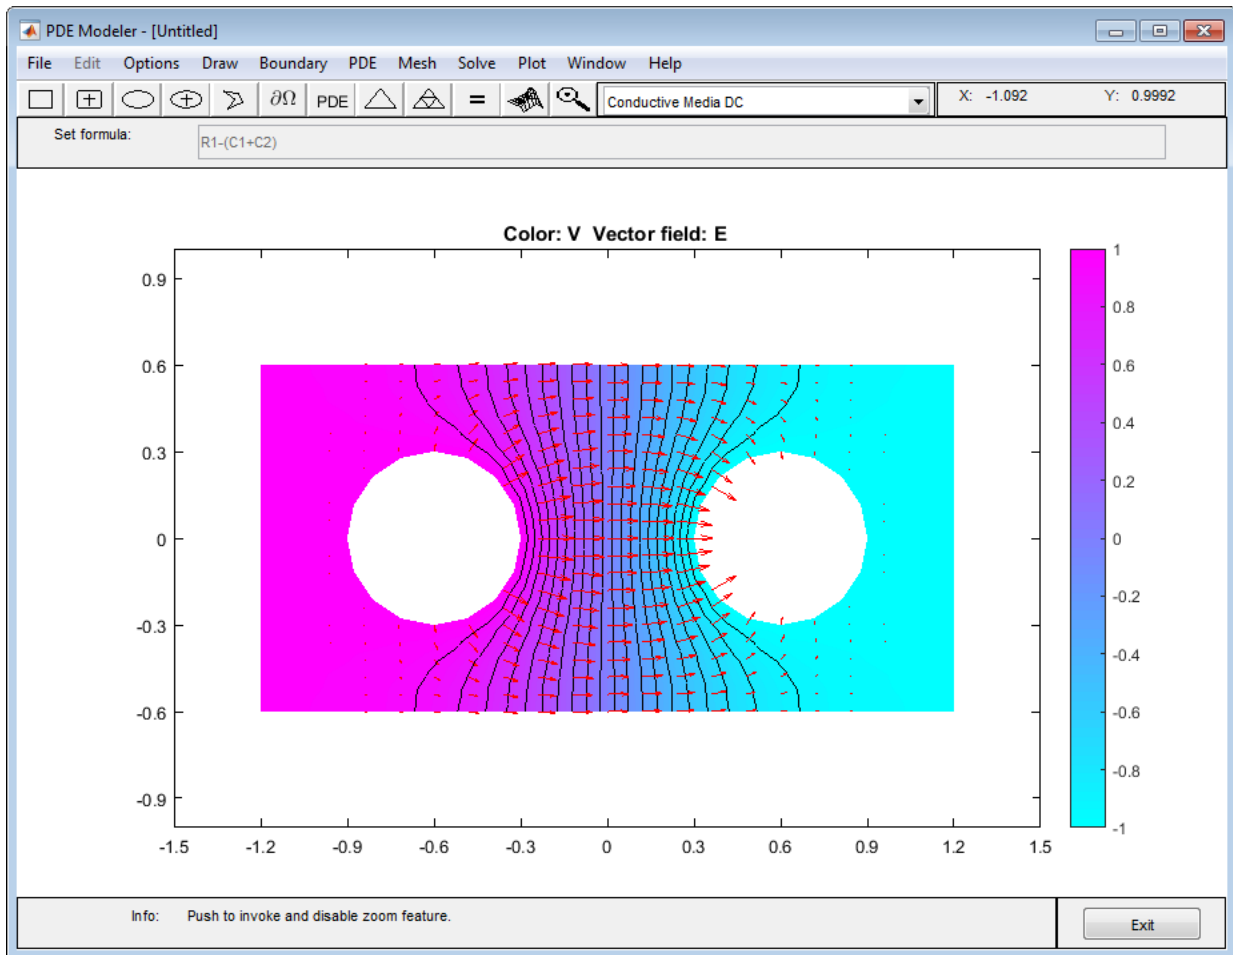 PDE Modeler - [Untitled]
File Edit Options Draw Boundary PDE Mesh Solve Plot Window Help
∂Ω PDE = Conductive Media DC X: -1.092 Y: 0.9992
Set formula: R1-(C1+C2)
Color: V Vector field: E
0.9
0.6
0.3
0
-0.3
-0.6
-0.9
-1.5 -1.2 -0.9 -0.6 -0.3 0 0.3 0.6 0.9 1.2 1.5
1
0.8
0.6
0.4
0.2
0
-0.2
-0.4
-0.6
-0.8
-1
Info: Push to invoke and disable zoom feature.
Exit